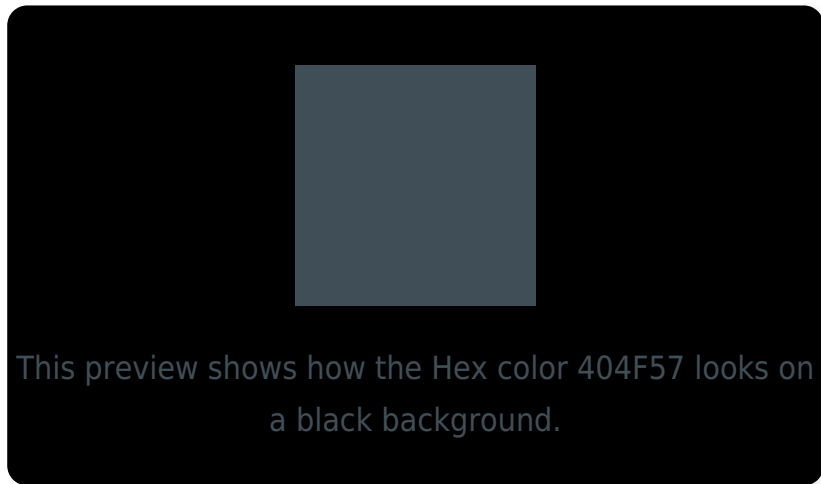 This preview shows how the Hex color 404F57 looks on
a black background.